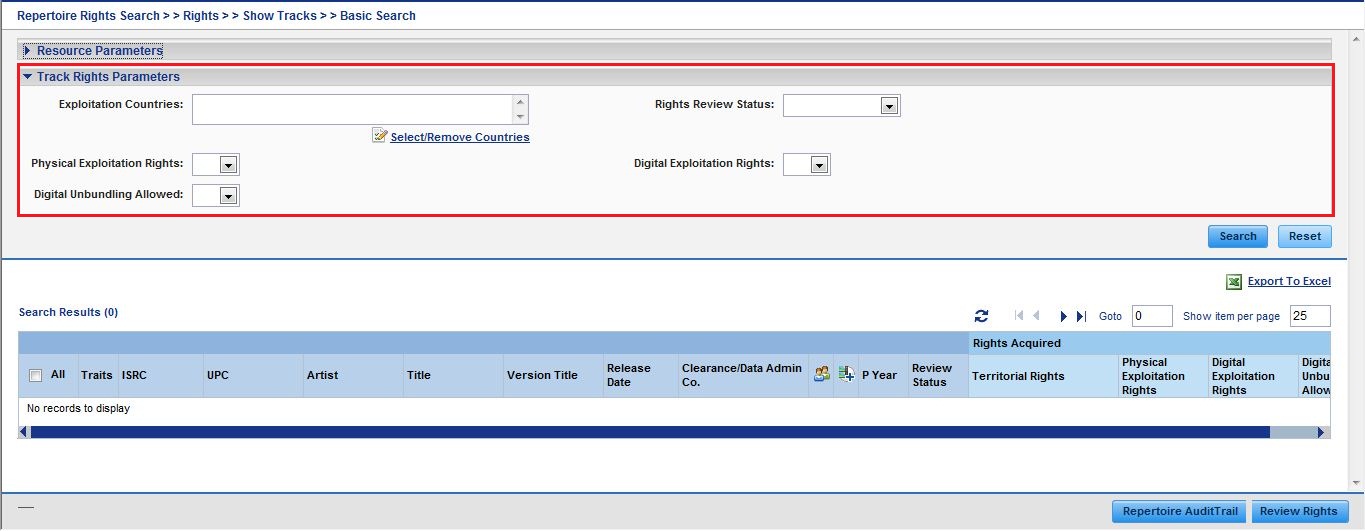 Repertoire Rights Search > > Rights > > Show Tracks > > Basic Search
Resource Parameters
Track Rights Parameters
Exploitation Countries:
Rights Review Status:
Select/Remove Countries
Physical Exploitation Rights:
Digital Exploitation Rights:
Digital Unbundling Allowed:
Search
Reset
Export To Excel
Search Results (0)
Goto
0
Show item per page
25
Rights Acquired
All
Traits
ISRC
UPC
Artist
Title
Version Title
Release
Date
Clearance/Data Admin
Co.
P Year
Review
Status
Territorial Rights
Physical
Exploitation
Rights
Digital
Exploitation
Rights
Digita
Unbu
Allow
No records to display
Repertoire AuditTrail
Review Rights